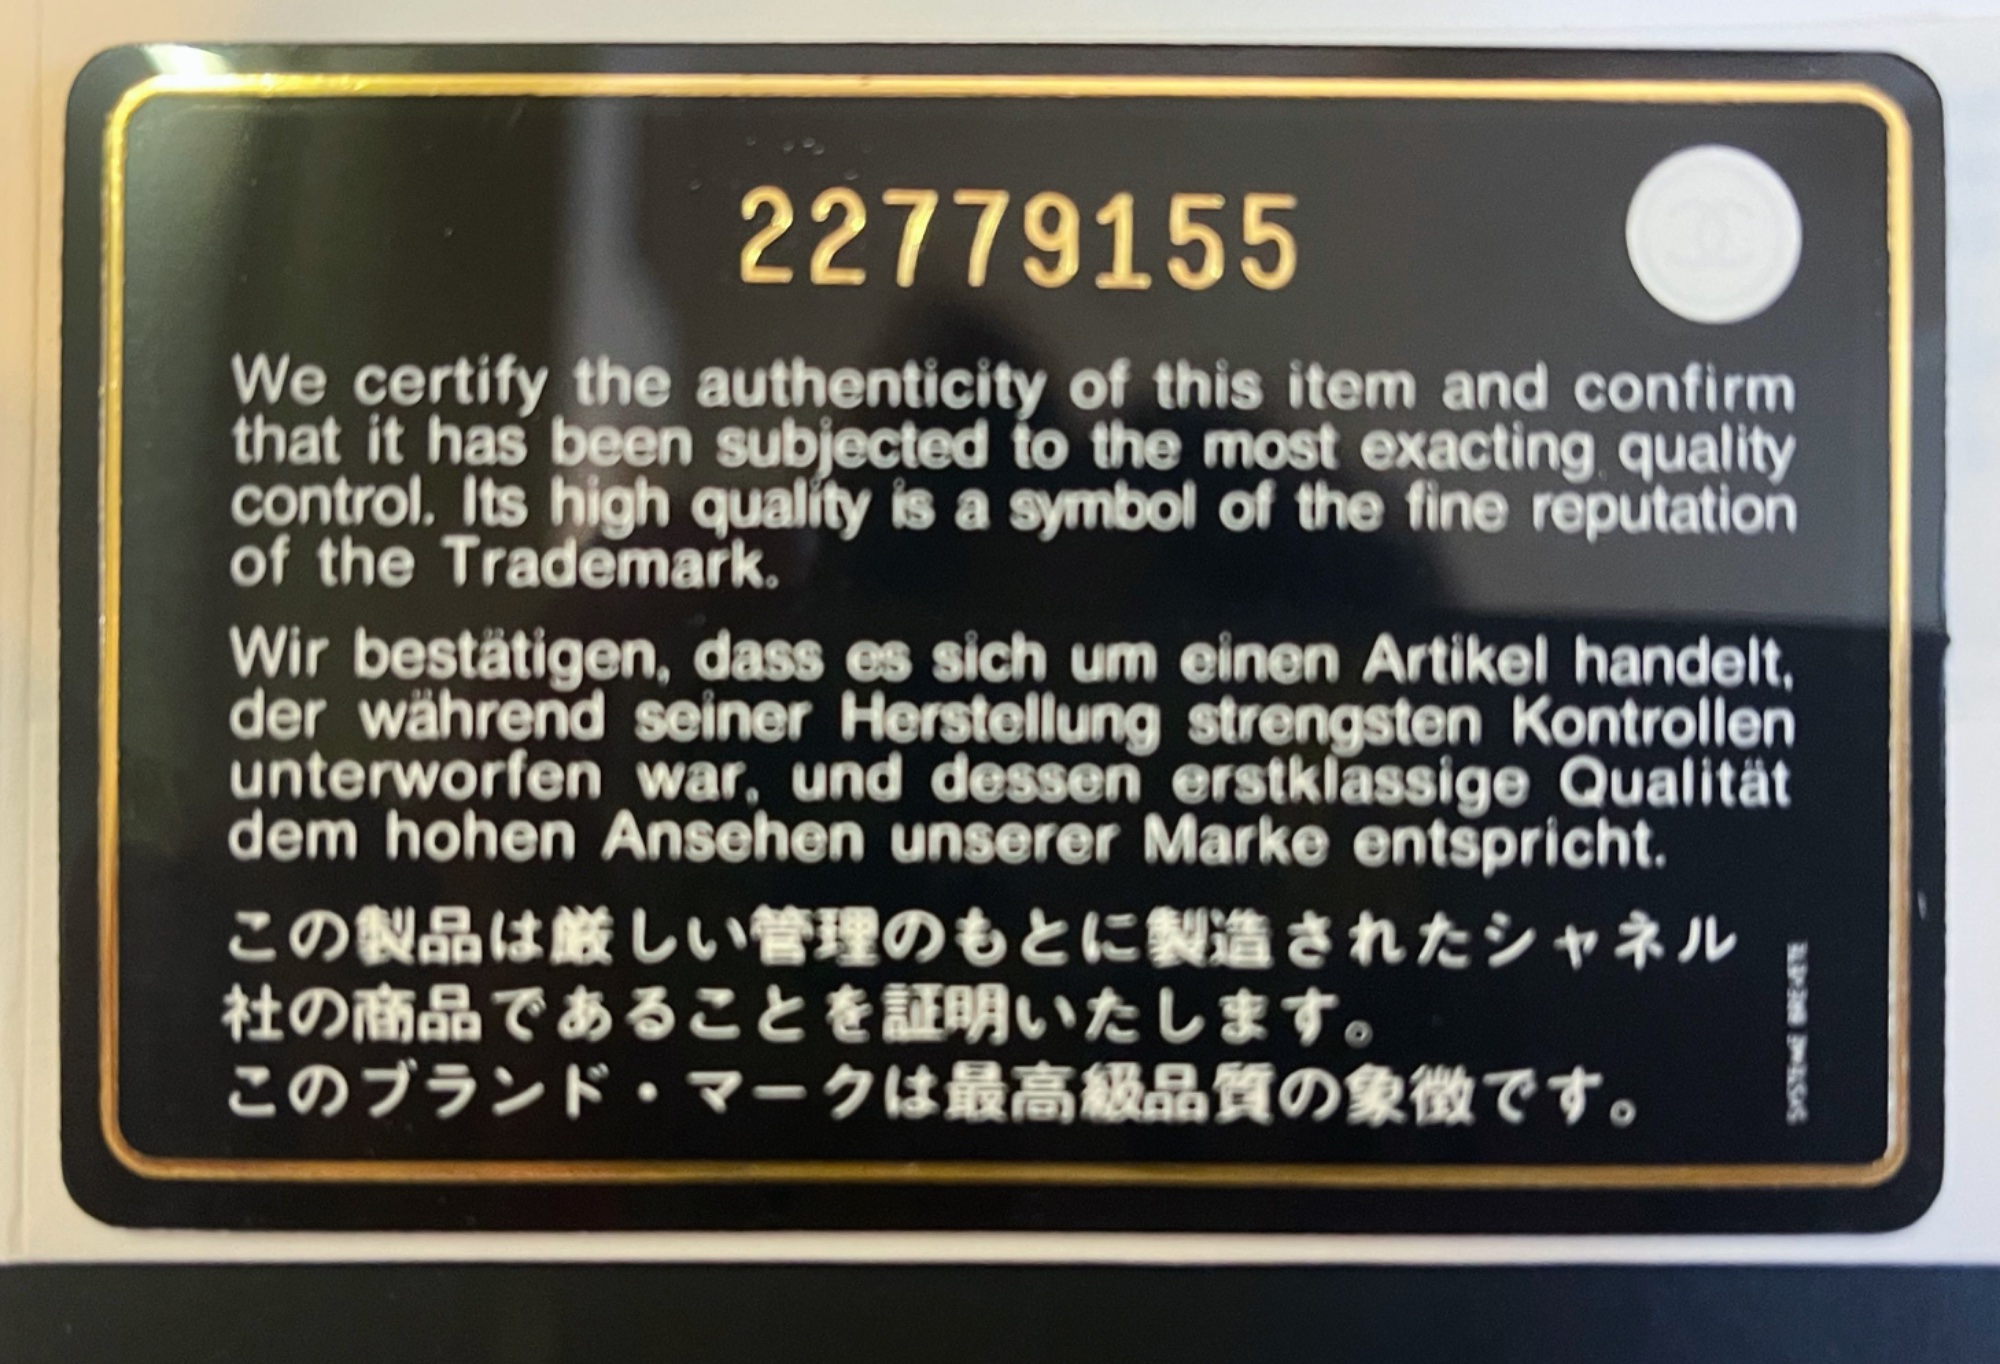 22779155
We certify the authenticity of this item and confirm
that it has been subjected to the most exacting quality
control. Its high quality is a symbol of the fine reputation
of the Trademark.
Wir bestätigen, dass es sich um einen Artikel handelt,
der während seiner Herstellung strengsten Kontrollen
unterworfen war, und dessen erstklassige Qualität
dem hohen Ansehen unserer Marke entspricht.
この製品は厳しい管理のもとに製造されたシャネル
社の商品であることを証明いたします。
このブランド・マークは最高級品質の象徴です。
SYSTEME BREVETE